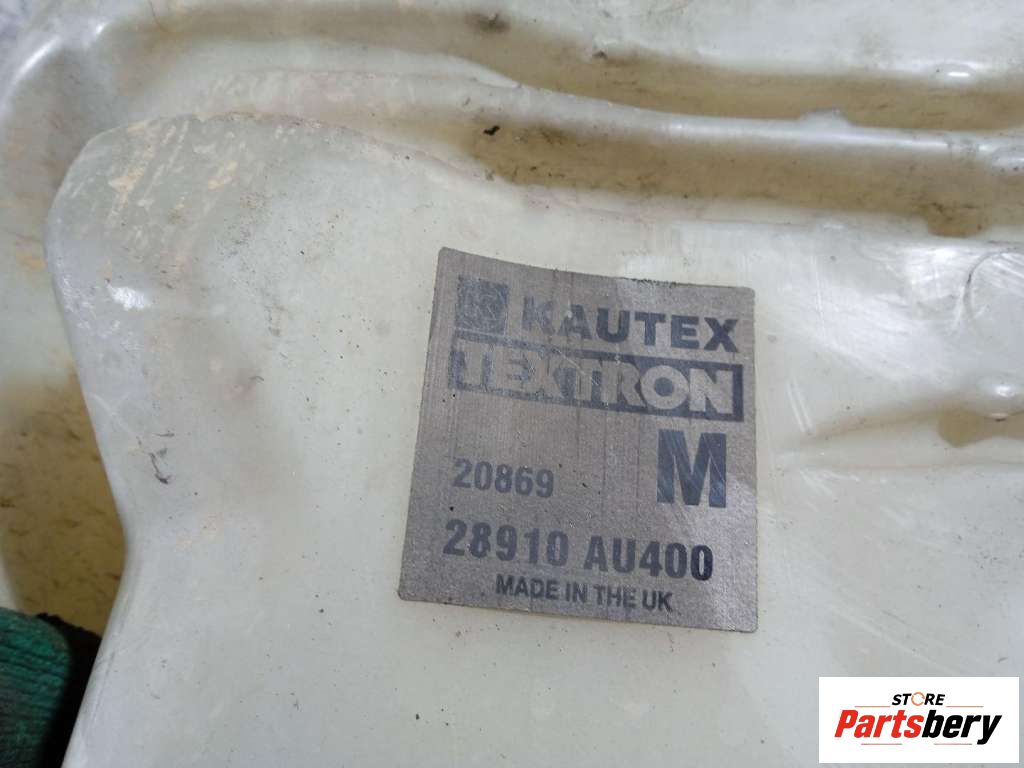 KAUTEX
TEXTRON
M
20869
28910 AU400
MADE IN THE UK
STORE
Partsbery